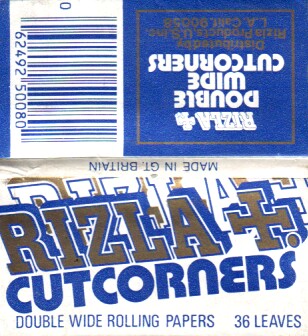 0
62492 50080
RIZLA+.
DOUBLE
WIDE
CUTCORNERS
Distributed by
Rizla Products U.S. Inc.
L.A. Calif. 90058
MADE IN GT. BRITAIN
RIZLA+.
CUTCORNERS
DOUBLE WIDE ROLLING PAPERS 36 LEAVES